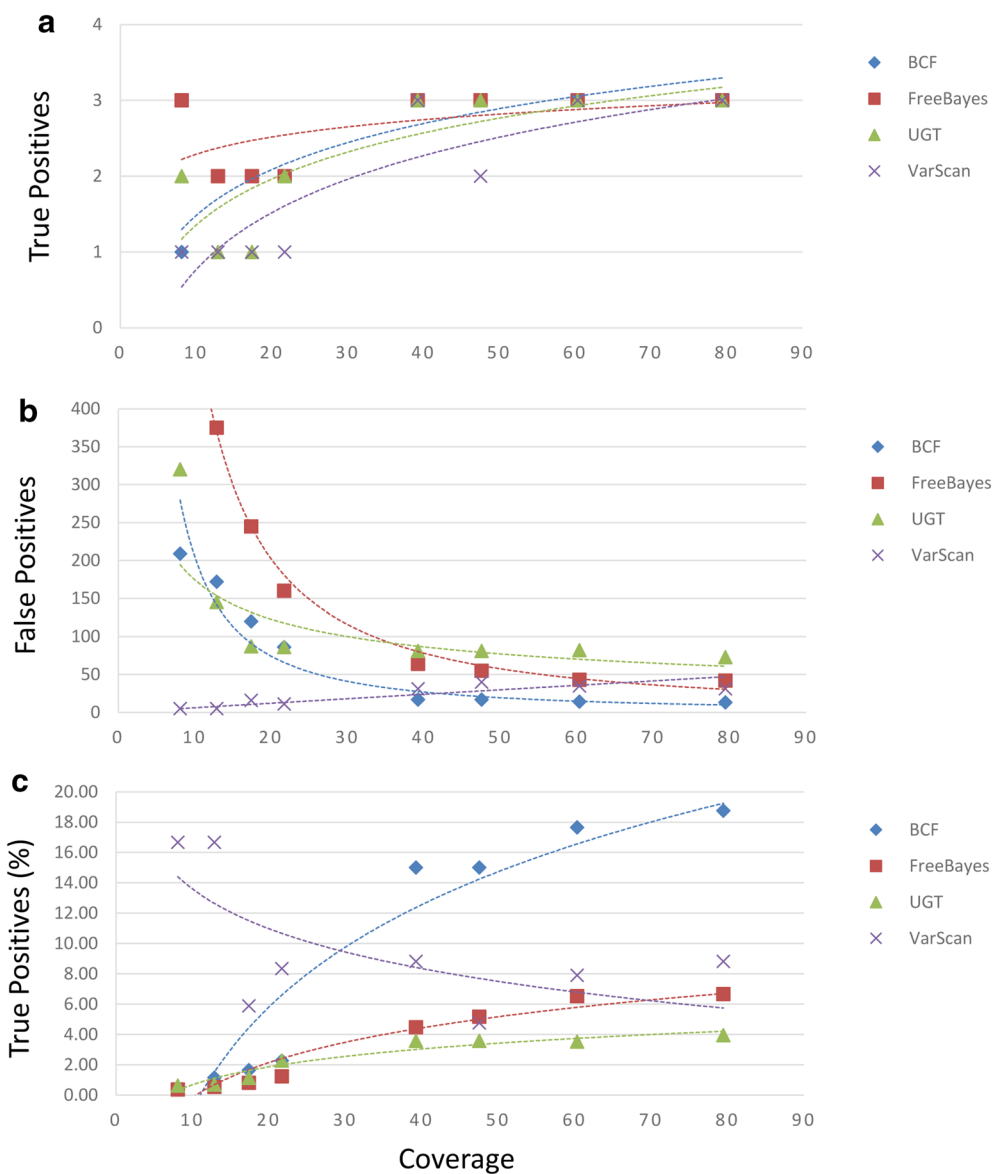 a
True Positives
4
3
2
1
0
0 10 20 30 40 50 60 70 80 90
BCF
FreeBayes
UGT
VarScan
b
False Positives
400
350
300
250
200
150
100
50
0
0 10 20 30 40 50 60 70 80 90
BCF
FreeBayes
UGT
VarScan
c
True Positives (%)
20.00
18.00
16.00
14.00
12.00
10.00
8.00
6.00
4.00
2.00
0.00
0 10 20 30 40 50 60 70 80 90
Coverage
BCF
FreeBayes
UGT
VarScan